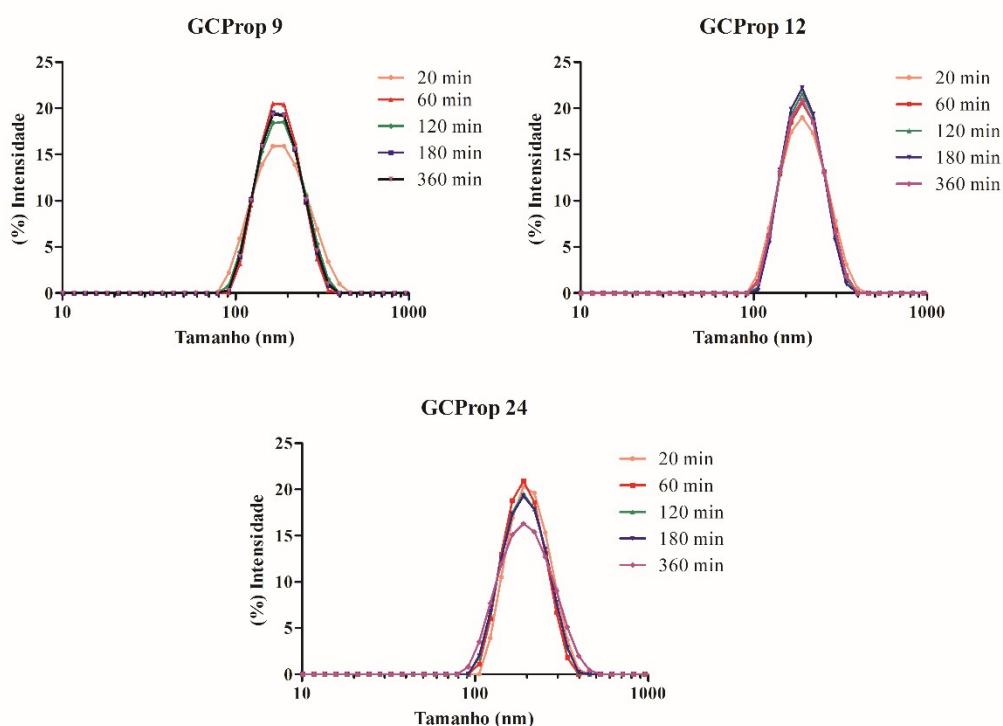 GCProp 9
25
20
15
10
5
0
(%) Intensidade
10
100
1000
Tamanho (nm)
20 min
60 min
120 min
180 min
360 min
GCProp 12
25
20
15
10
5
0
(%) Intensidade
10
100
1000
Tamanho (nm)
20 min
60 min
120 min
180 min
360 min
GCProp 24
25
20
15
10
5
0
(%) Intensidade
10
100
1000
Tamanho (nm)
20 min
60 min
120 min
180 min
360 min